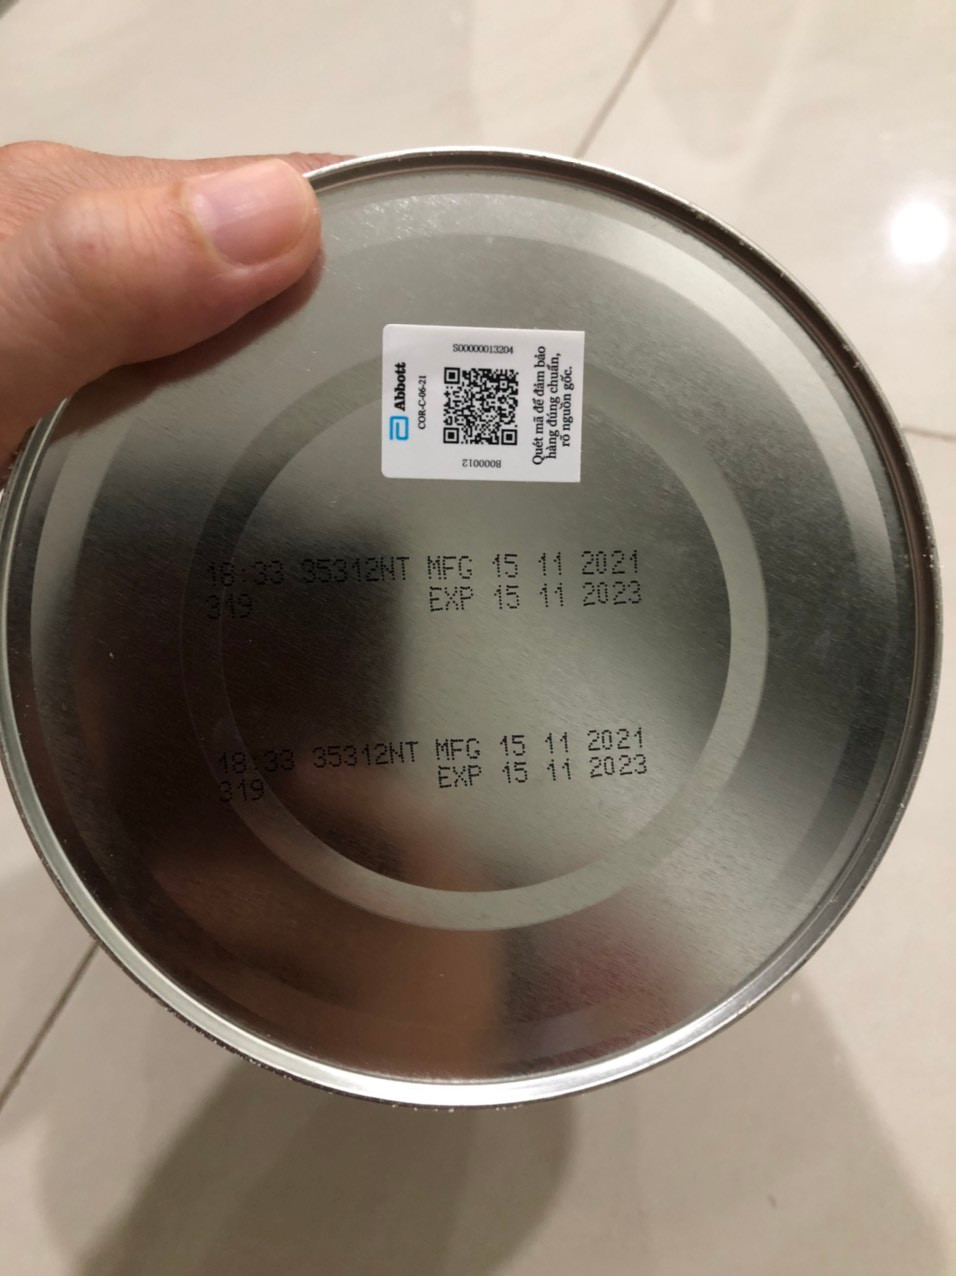 Abbott
COR-C-06-21
S00000013204
B000012
Quét mã để đảm bảo
hàng đúng chuẩn,
rõ nguồn gốc.
18:33 35312NT MFG 15 11 2021
319 EXP 15 11 2023
18:33 35312NT MFG 15 11 2021
319 EXP 15 11 2023